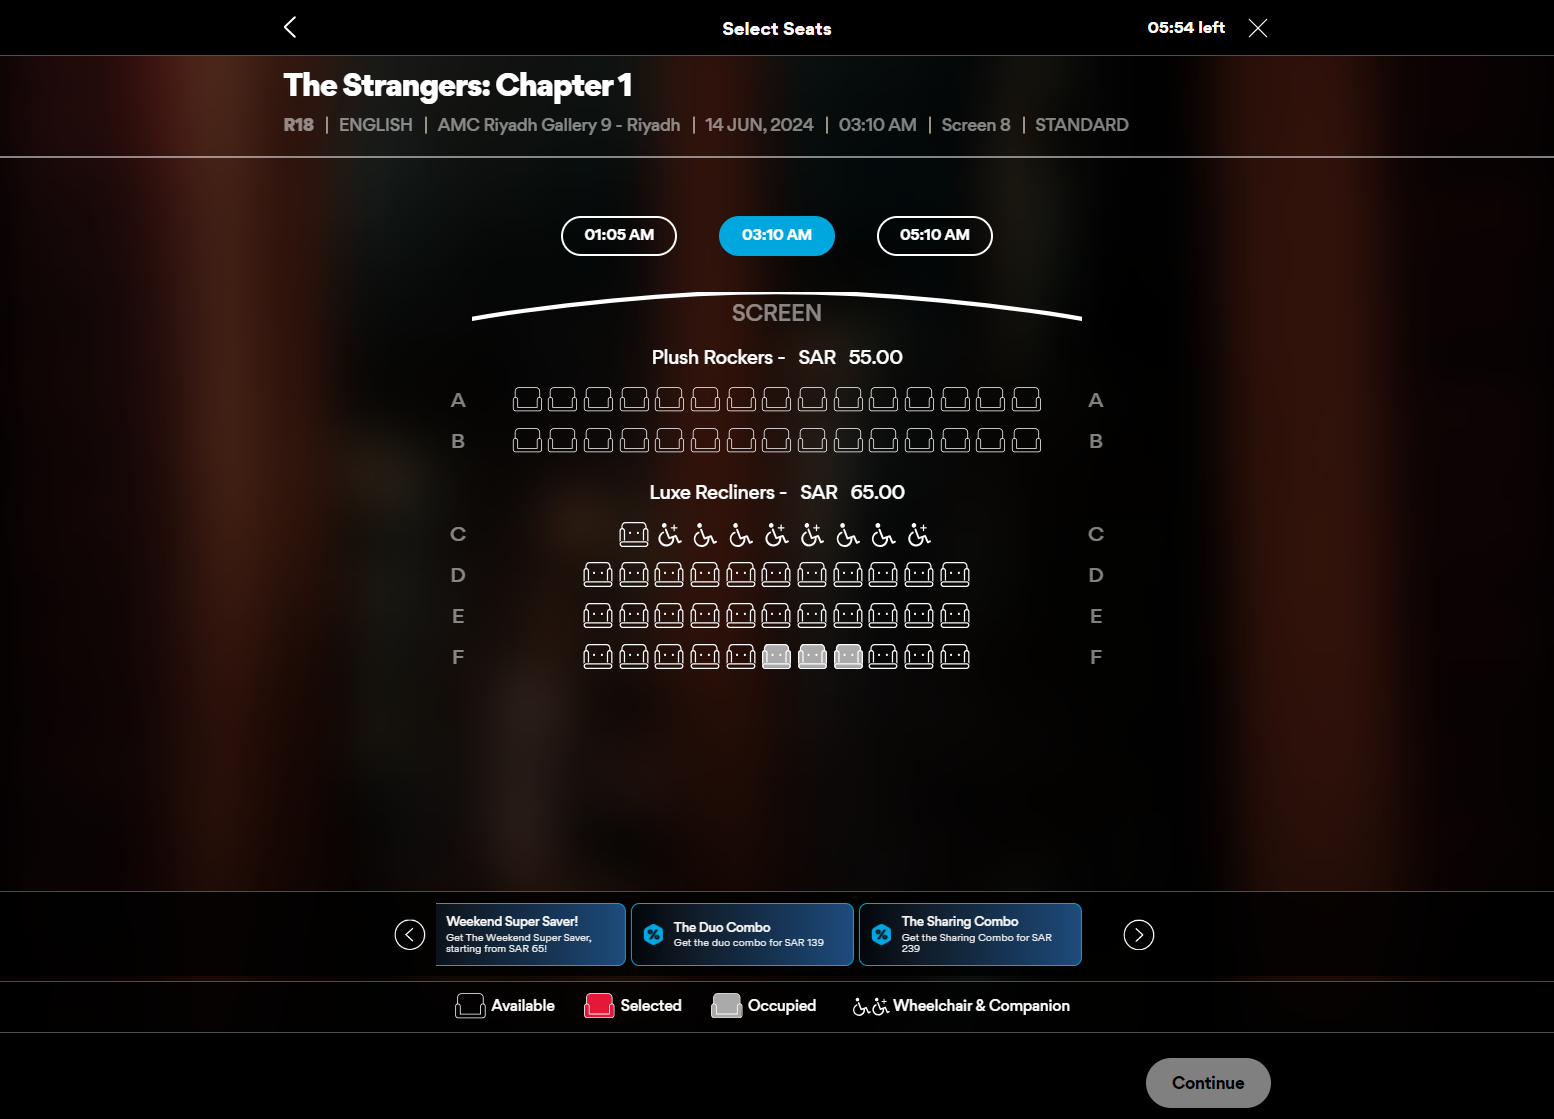 Select Seats
05:54 left
The Strangers: Chapter 1
R18 | ENGLISH | AMC Riyadh Gallery 9 - Riyadh | 14 JUN, 2024 | 03:10 AM | Screen 8 | STANDARD
01:05 AM 03:10 AM 05:10 AM
SCREEN
Plush Rockers - SAR 55.00
A A
B B
Luxe Recliners - SAR 65.00
C C
D D
E E
F F
Weekend Super Saver!
Get The Weekend Super Saver,
starting from SAR 65!
The Duo Combo
Get the duo combo for SAR 139
The Sharing Combo
Get the Sharing Combo for SAR
239
Available Selected Occupied Wheelchair & Companion
Continue